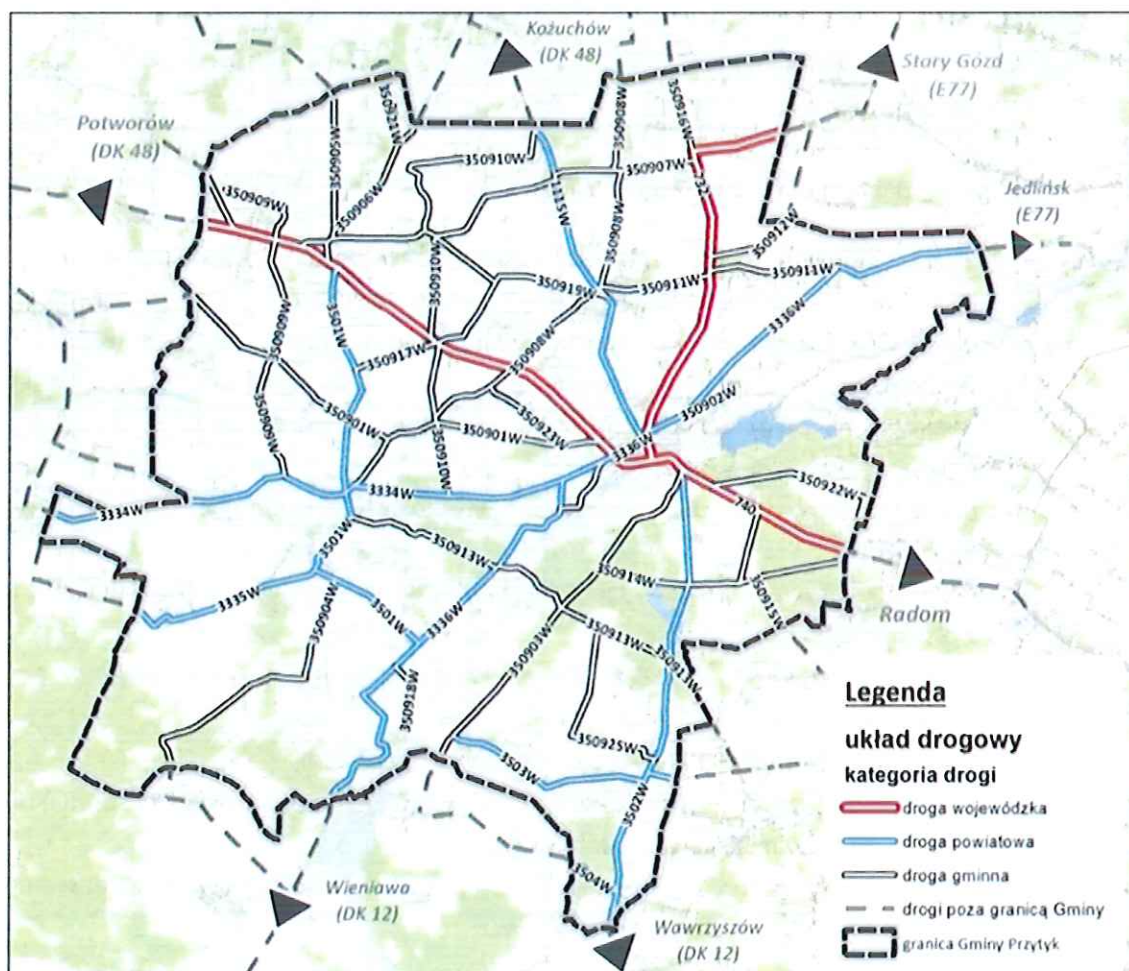 Kożuchów
(DK 48)
Stary Gózd
(E77)
Potworów
(DK 48)
Jedlińsk
(E77)
350921W
350905W
350908W
350916W
350910W
350907W
732
350909W
350906W
1115W
350908W
350912W
350910W
350919W
350911W
350911W
3501W
3336W
350909W
350917W
350908W
350902W
350901W
350901W
350923W
3336W
350909W
350910W
3334W
3334W
740
350922W
3501W
350913W
350914W
350915W
3335W
350904W
3501W
3336W
350903W
350913W
350913W
Radom
350918W
350925W
3503W
3502W
3504W
Wieniawa
(DK 12)
Wawrzyszów
(DK 12)
Legenda
układ drogowy
kategoria drogi
droga wojewódzka
droga powiatowa
droga gminna
drogi poza granicą Gminy
granica Gminy Przytyk